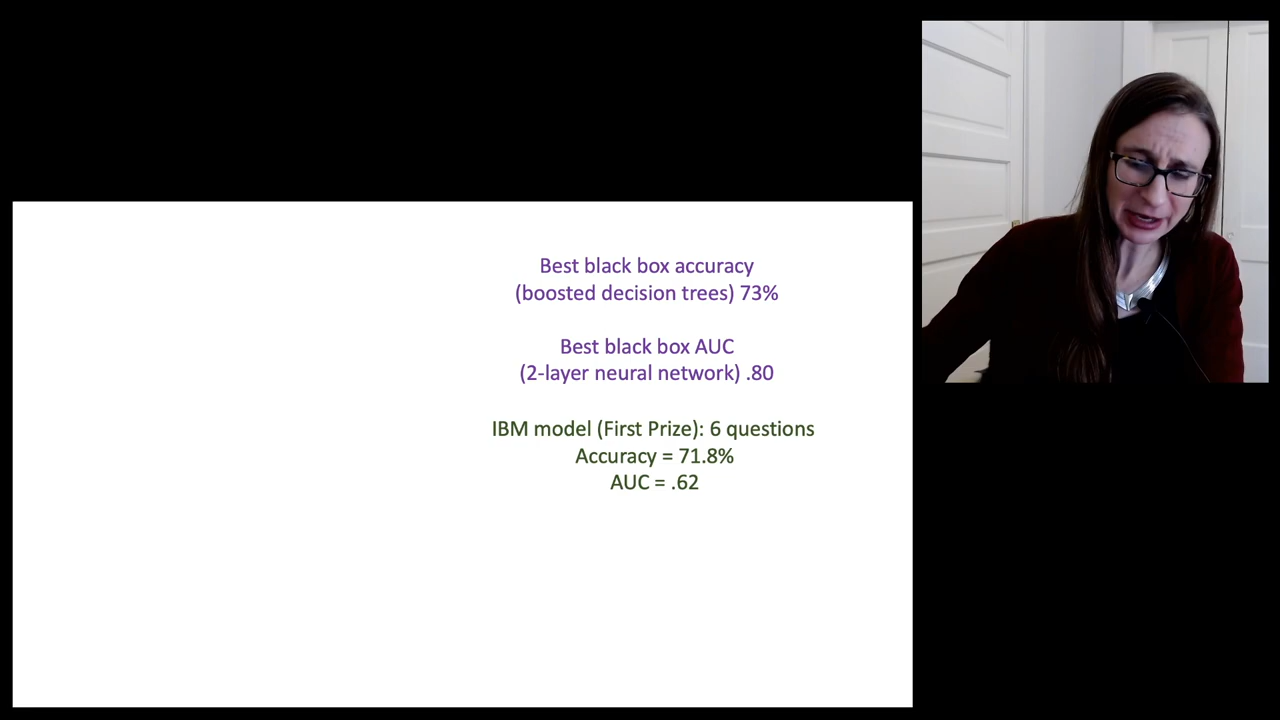 Best black box accuracy
(boosted decision trees) 73%
Best black box AUC
(2-layer neural network) .80
IBM model (First Prize): 6 questions
Accuracy = 71.8%
AUC = .62